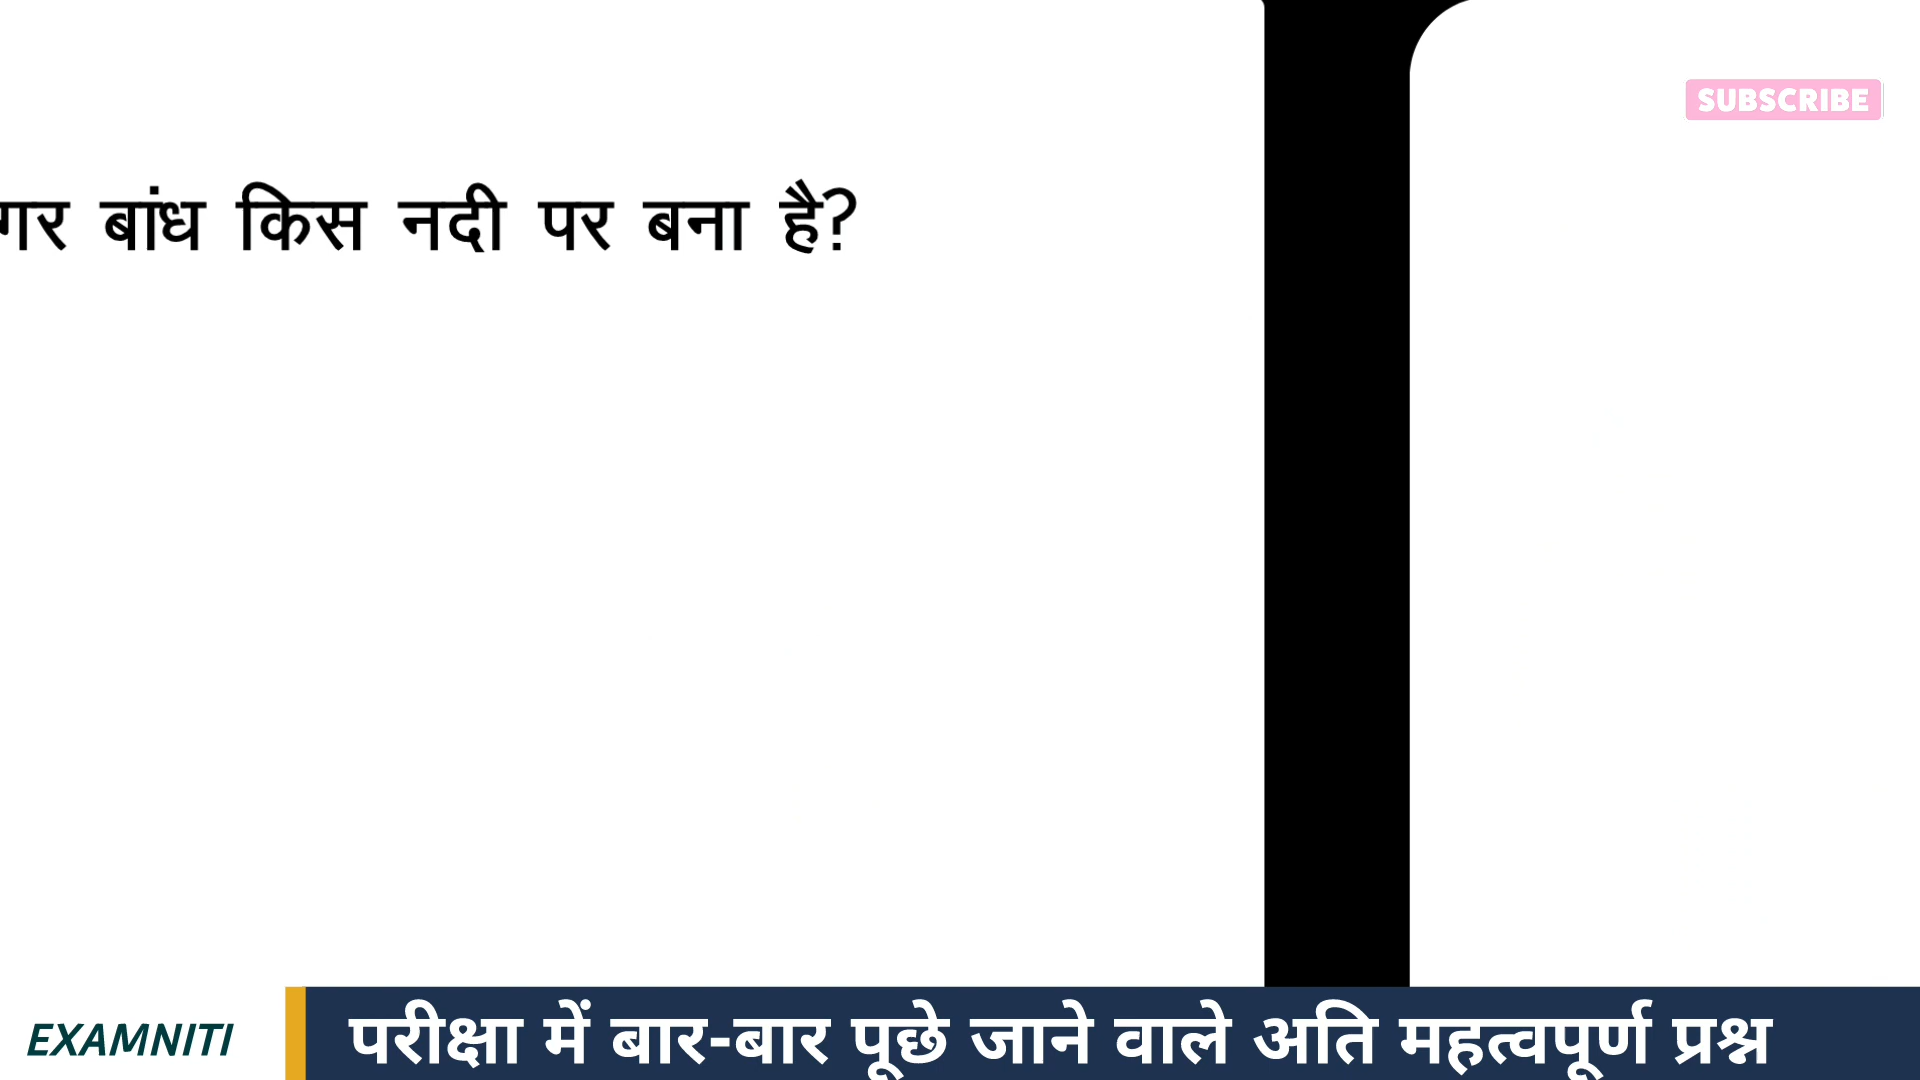 गर बांध किस नदी पर बना है?
SUBSCRIBE
EXAMNITI
परीक्षा में बार-बार पूछे जाने वाले अति महत्वपूर्ण प्रश्न